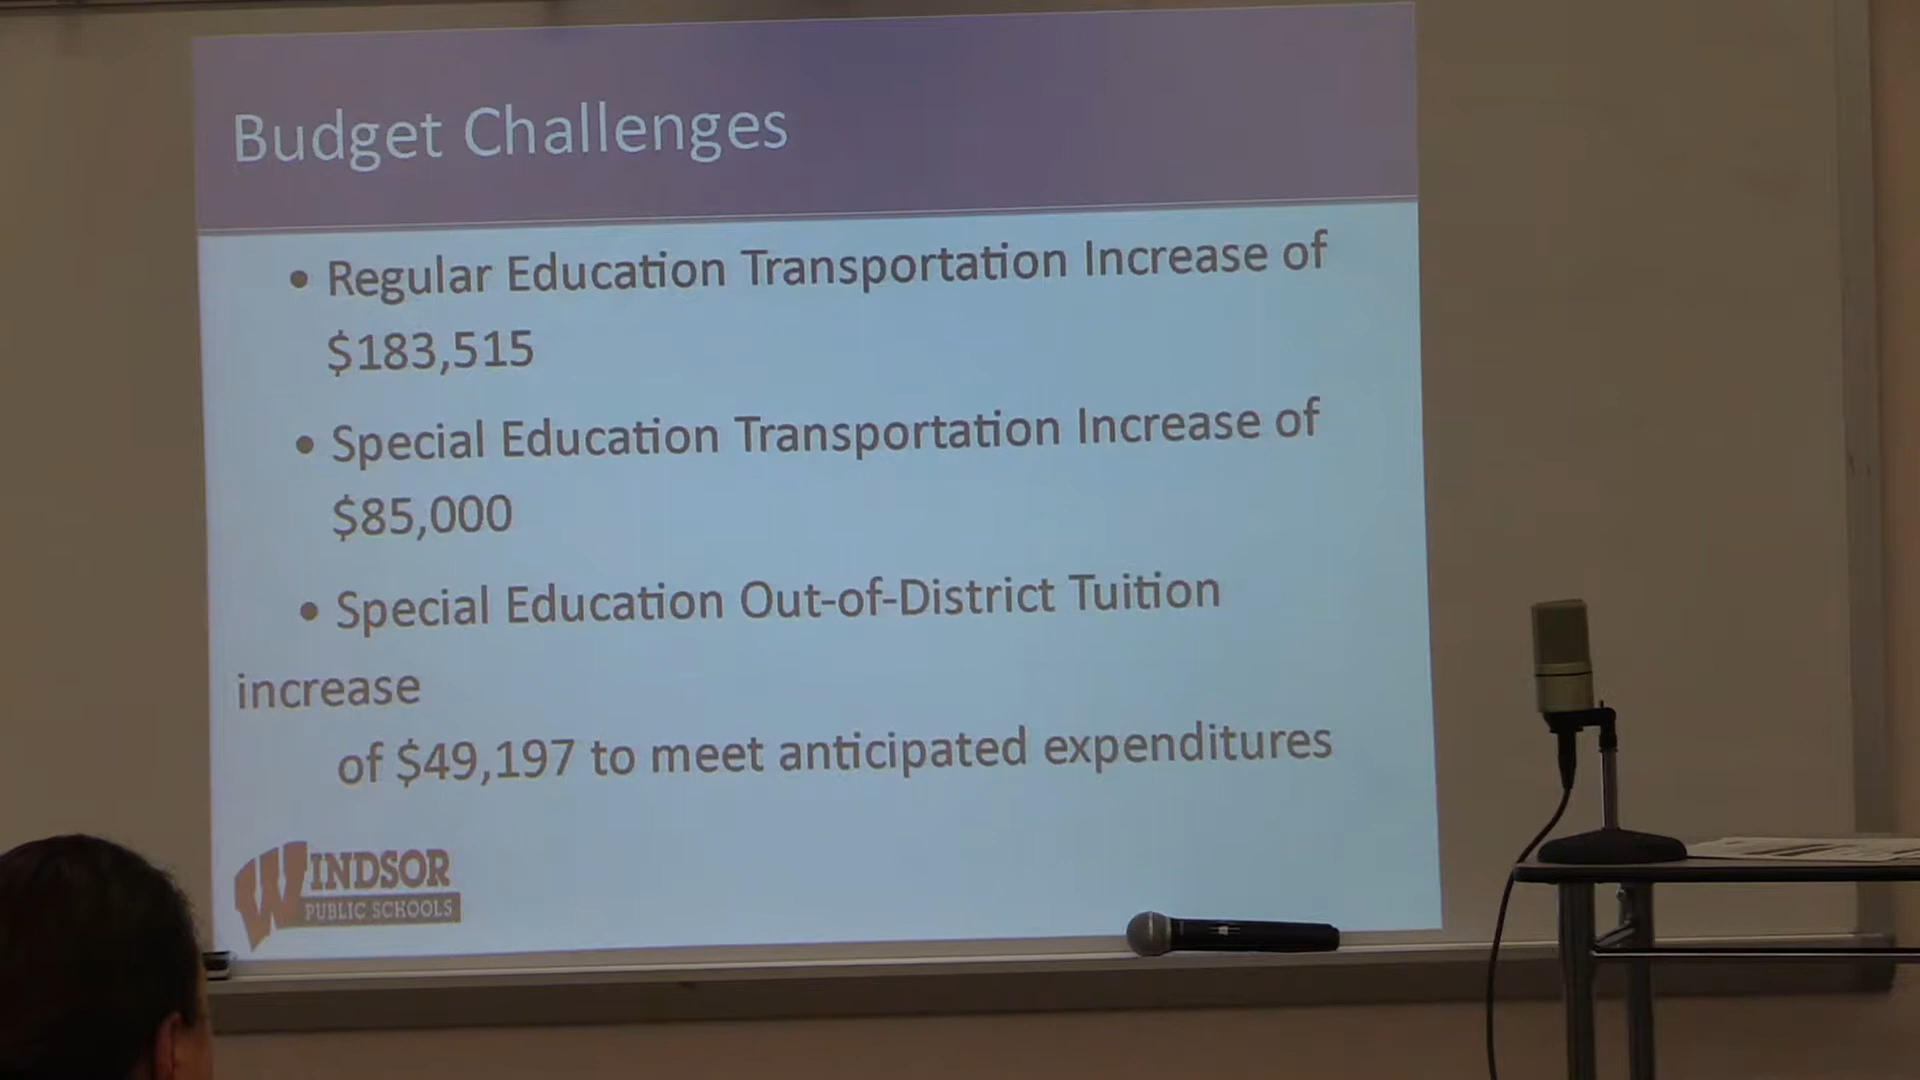 Budget Challenges
• Regular Education Transportation Increase of
$183,515
• Special Education Transportation Increase of
$85,000
• Special Education Out-of-District Tuition
increase
of $49,197 to meet anticipated expenditures
WINDSOR
PUBLIC SCHOOLS